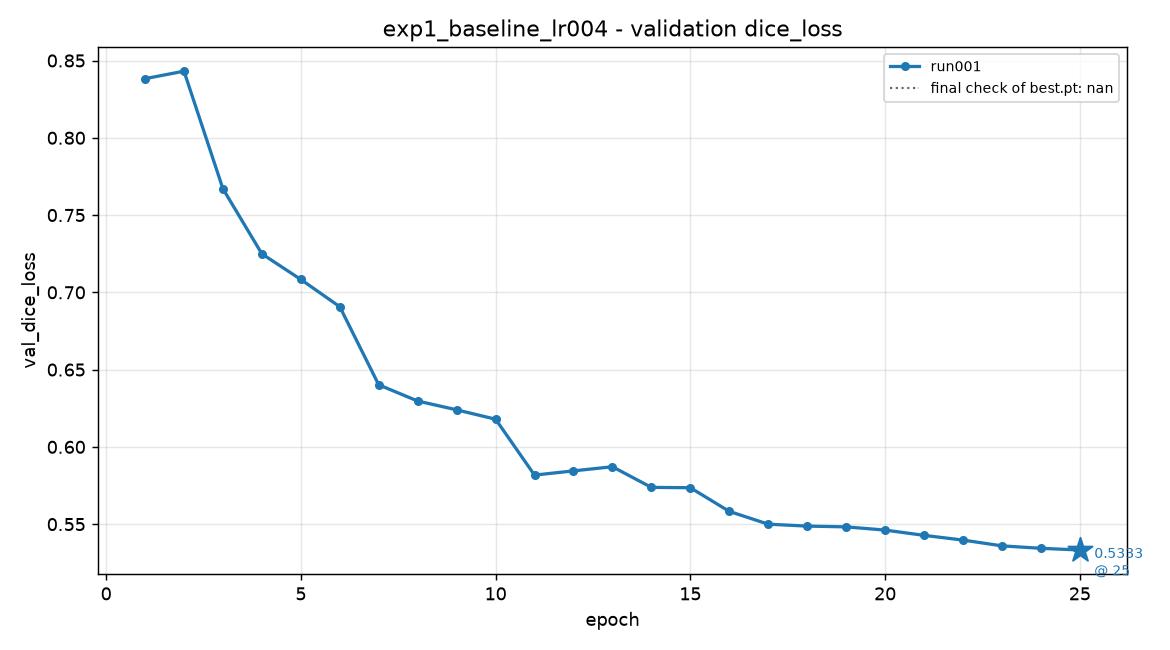 exp1_baseline_lr004 - validation dice_loss
run001
final check of best.pt: nan
val_dice_loss
0.85
0.80
0.75
0.70
0.65
0.60
0.55
0.5333
@ 25
0 5 10 15 20 25
epoch